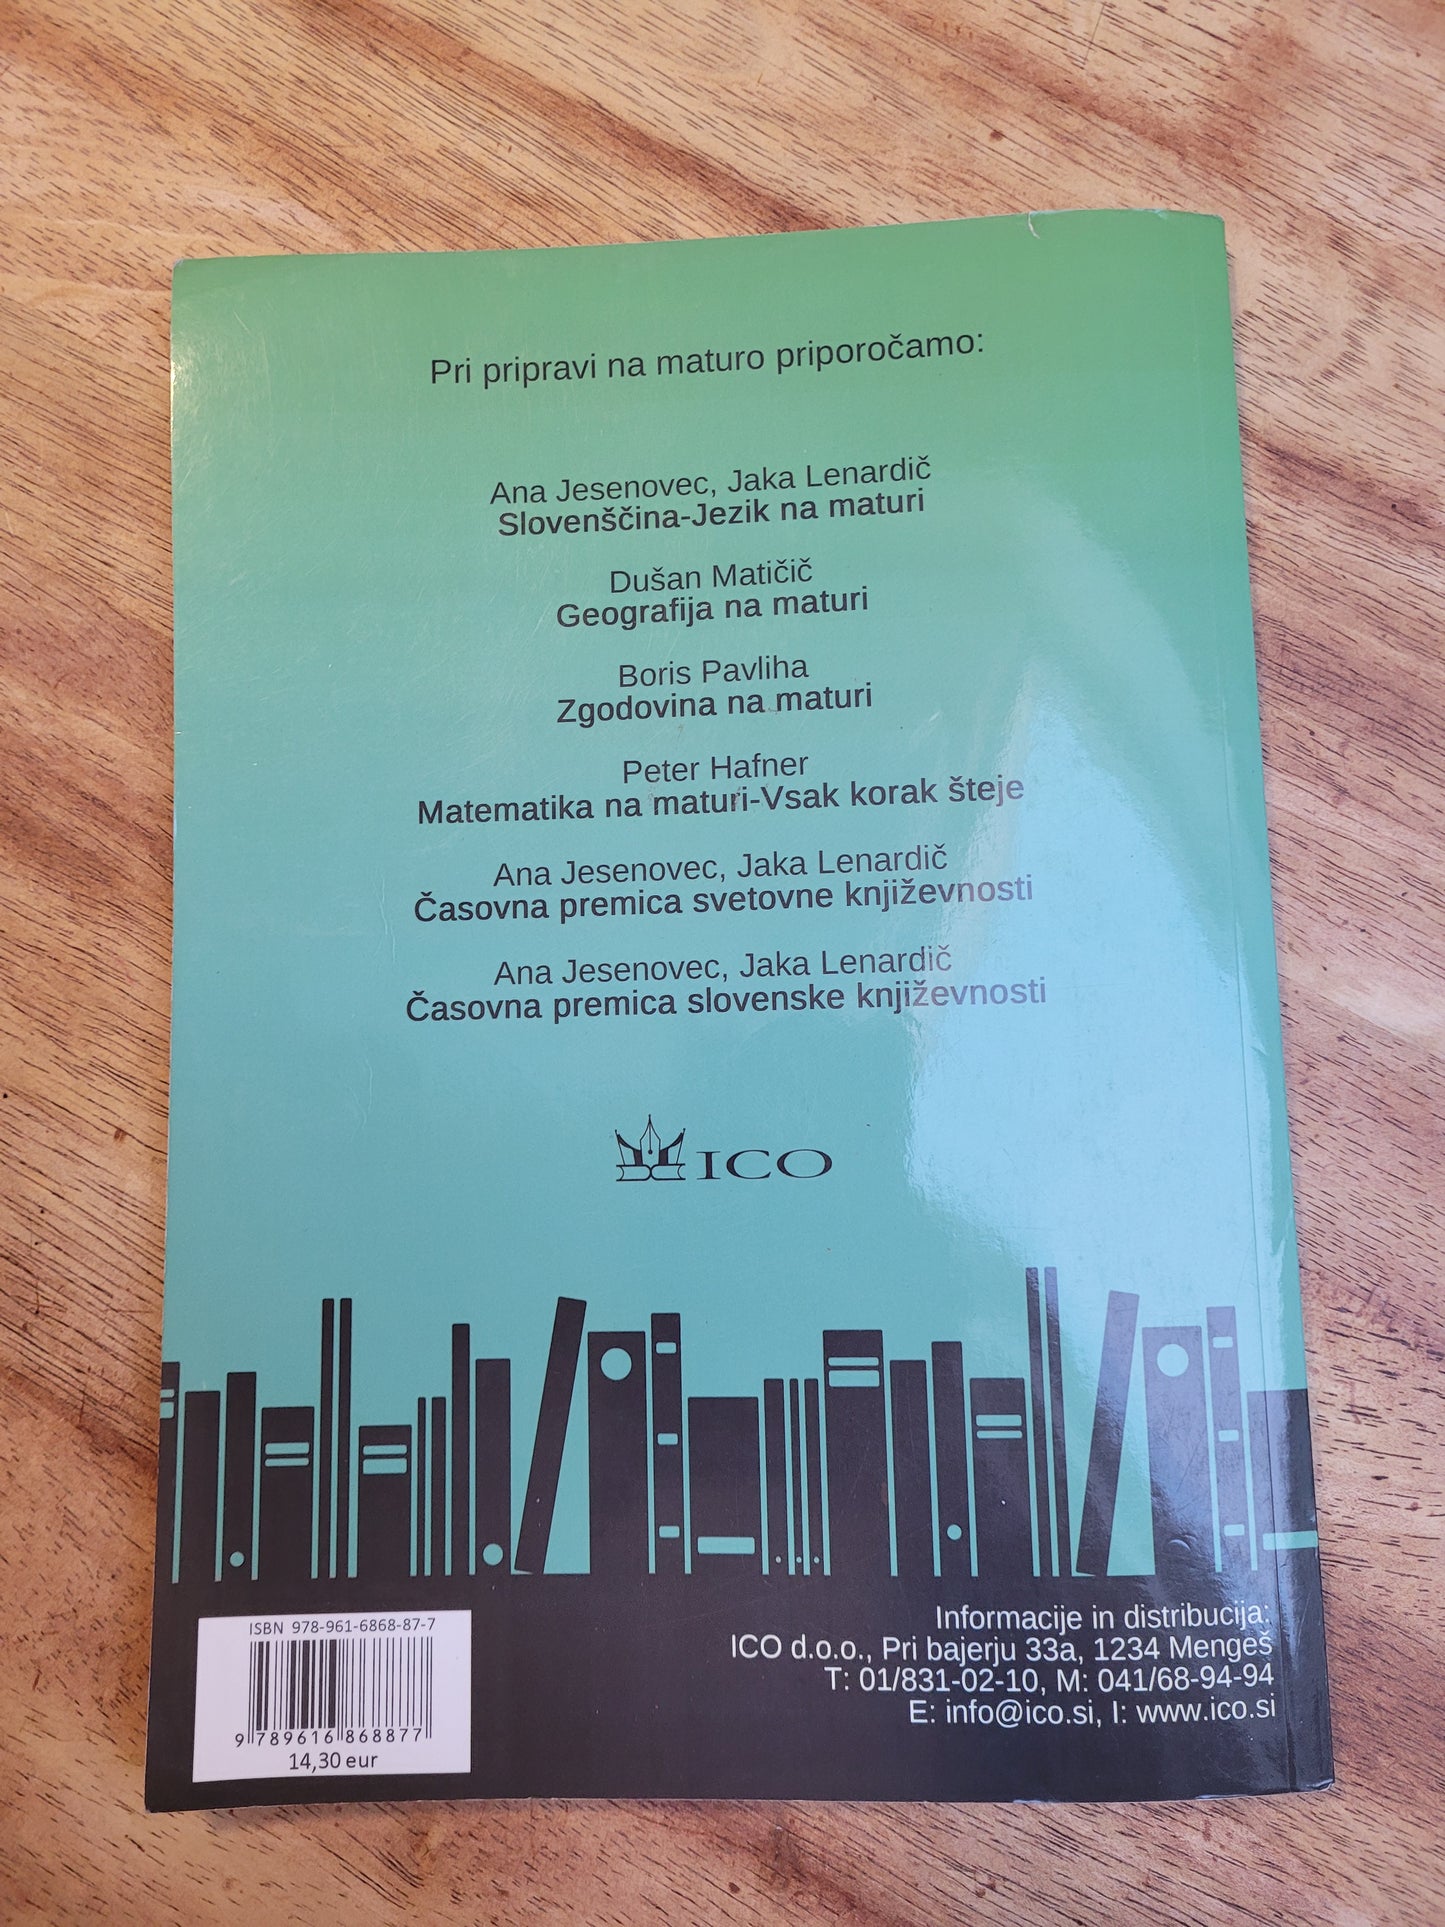 Pri pripravi na maturo priporočamo:
Ana Jesenovec, Jaka Lenardič
Slovenščina-Jezik na maturi
Dušan Matičič
Geografija na maturi
Boris Pavliha
Zgodovina na maturi
Peter Hafner
Matematika na maturi-Vsak korak šteje
Ana Jesenovec, Jaka Lenardič
Časovna premica svetovne književnosti
Ana Jesenovec, Jaka Lenardič
Časovna premica slovenske književnosti
ICO
ISBN 978-961-6868-87-7
9 789616 868877
14,30 eur
Informacije in distribucija:
ICO d.o.o., Pri bajerju 33a, 1234 Mengeš
T: 01/831-02-10, M: 041/68-94-94
E: info@ico.si, I: www.ico.si